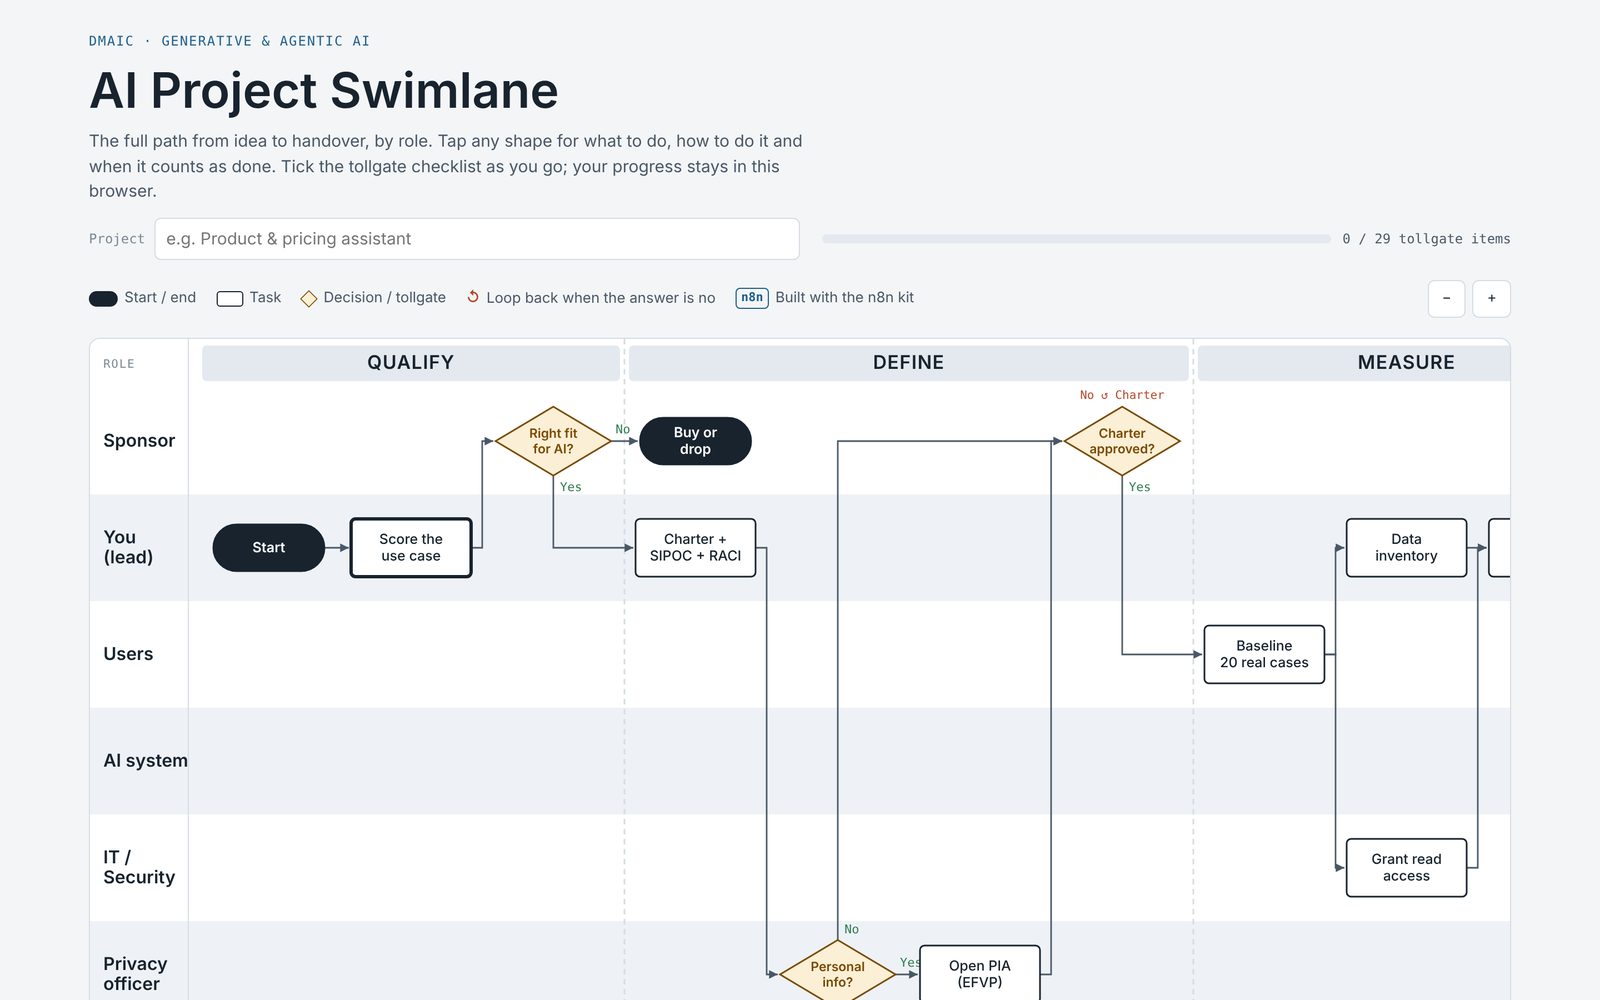 DMAIC · GENERATIVE & AGENTIC AI
AI Project Swimlane
The full path from idea to handover, by role. Tap any shape for what to do, how to do it and
when it counts as done. Tick the tollgate checklist as you go; your progress stays in this
browser.
Project
e.g. Product & pricing assistant
0 / 29 tollgate items
Start / end
Task
Decision / tollgate
↺ Loop back when the answer is no
n8n Built with the n8n kit
−
+
ROLE
QUALIFY
DEFINE
MEASURE
No ↺ Charter
Sponsor
Right fit
for AI?
No
Buy or
drop
Charter
approved?
Yes
Yes
You
(lead)
Start
Score the
use case
Charter +
SIPOC + RACI
Data
inventory
Users
Baseline
20 real cases
AI system
IT /
Security
Grant read
access
No
Privacy
officer
Personal
info?
Yes
Open PIA
(EFVP)